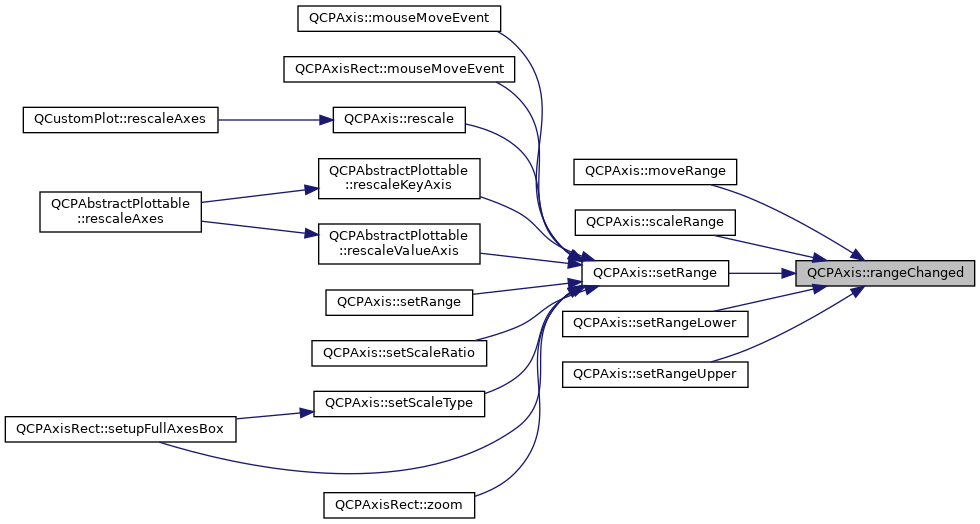 QCPAxis::mouseMoveEvent
QCPAxisRect::mouseMoveEvent
QCustomPlot::rescaleAxes
QCPAxis::rescale
QCPAbstractPlottable
::rescaleKeyAxis
QCPAbstractPlottable
::rescaleAxes
QCPAbstractPlottable
::rescaleValueAxis
QCPAxis::setRange
QCPAxis::setScaleRatio
QCPAxis::setScaleType
QCPAxisRect::setupFullAxesBox
QCPAxisRect::zoom
QCPAxis::moveRange
QCPAxis::scaleRange
QCPAxis::setRange
QCPAxis::setRangeLower
QCPAxis::setRangeUpper
QCPAxis::rangeChanged